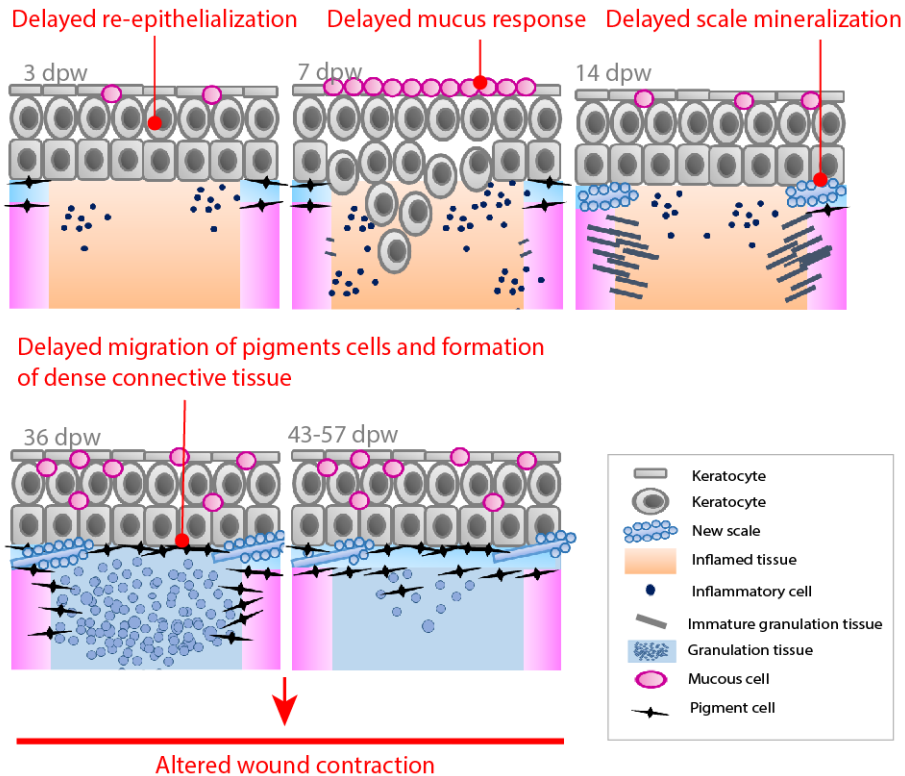 Delayed re-epithelialization
Delayed mucus response
Delayed scale mineralization
3 dpw
7 dpw
14 dpw
Delayed migration of pigments cells and formation
of dense connective tissue
36 dpw
43-57 dpw
Keratocyte
Keratocyte
New scale
Inflamed tissue
Inflammatory cell
Immature granulation tissue
Granulation tissue
Mucous cell
Pigment cell
Altered wound contraction